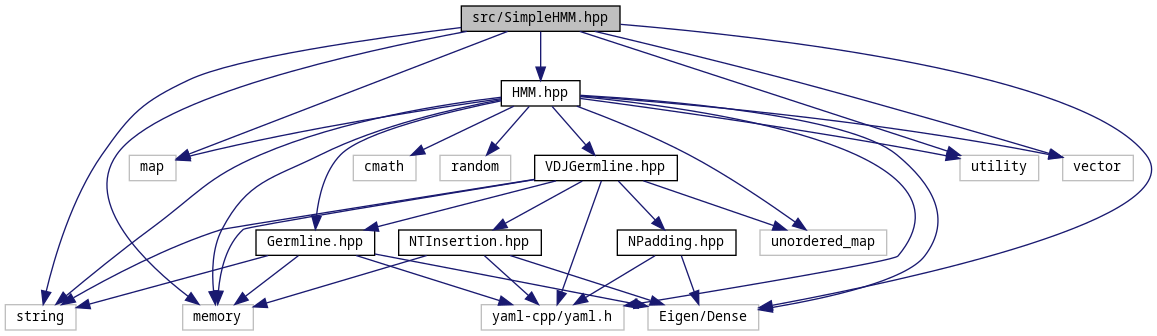 src/SimpleHMM.hpp
HMM.hpp
map
cmath
random
VDJGermline.hpp
utility
vector
Germline.hpp
NTInsertion.hpp
NPadding.hpp
unordered_map
string
memory
yaml-cpp/yaml.h
Eigen/Dense